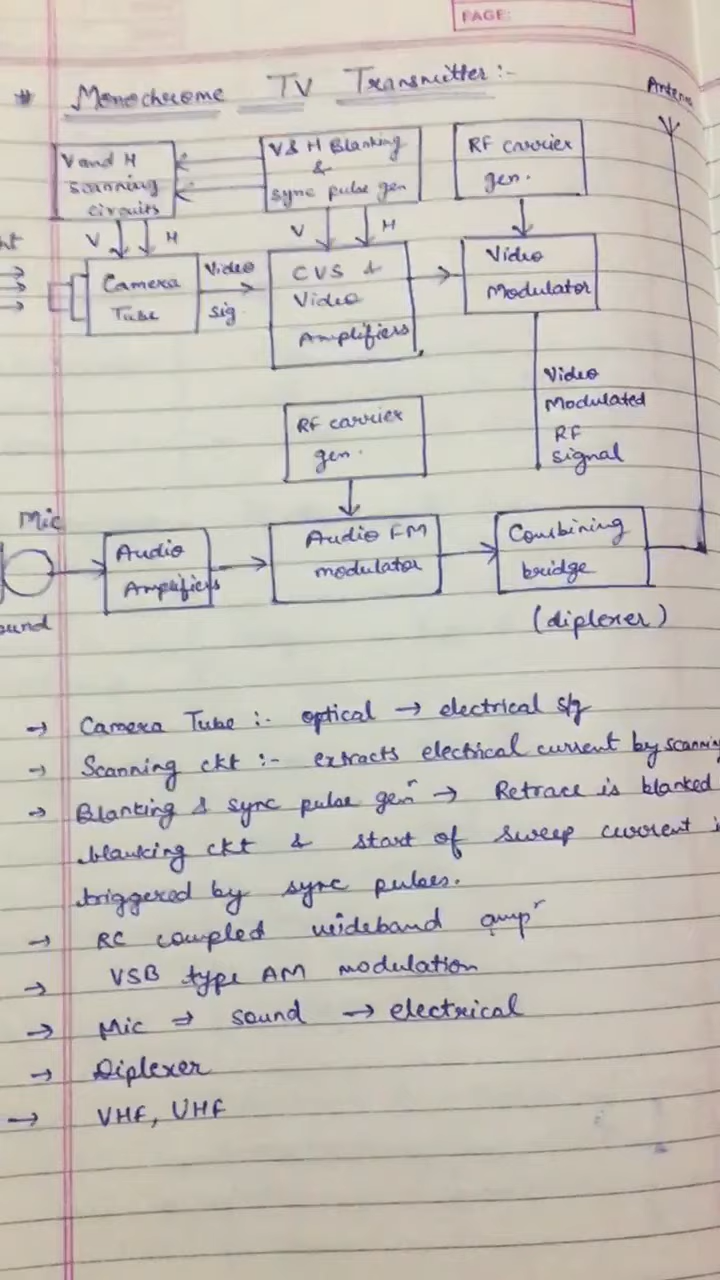 PAGE:
# Monochrome TV Transmitter :-
Antenna
V and H
scanning
circuits
V & H Blanking
&
sync pulse gen
RF carrier
gen.
V H
V H
Camera
Tube
Video
sig.
CVS &
Video
Amplifiers
Video
Modulator
Video
Modulated
RF
signal
RF carrier
gen.
Mic
Audio
Amplifiers
Audio FM
modulator
Combining
bridge
(diplexer)
→ Camera Tube :- optical → electrical s/g
→ Scanning ckt :- extracts electrical current by scanning
→ Blanking & sync pulse genʳ → Retrace is blanked
blanking ckt & start of sweep current
triggered by sync pulses.
→ RC coupled wideband ampʳ
→ VSB type AM modulation
→ Mic → sound → electrical
→ Diplexer
→ VHF, UHF